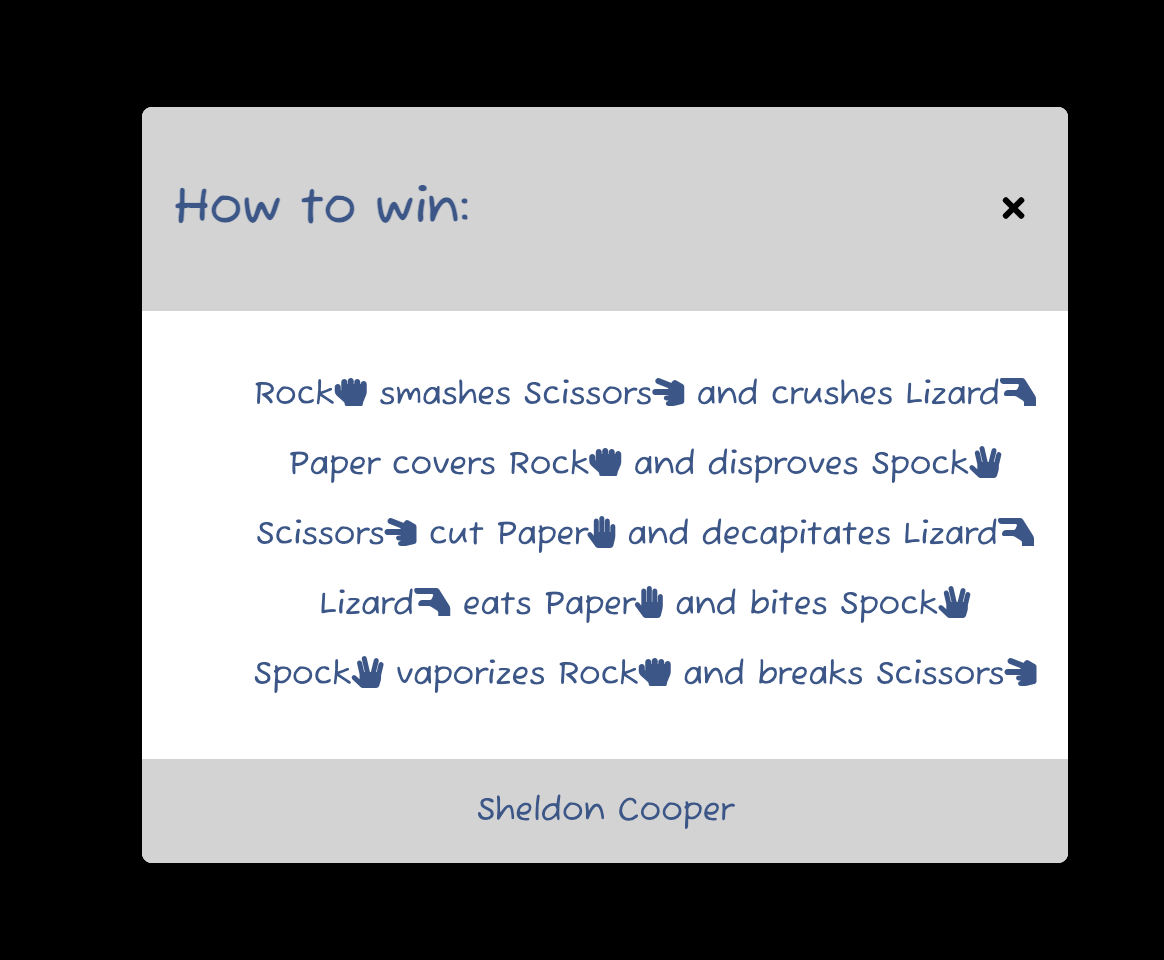 How to win:
Rock smashes Scissors and crushes Lizard
Paper covers Rock and disproves Spock
Scissors cut Paper and decapitates Lizard
Lizard eats Paper and bites Spock
Spock vaporizes Rock and breaks Scissors
Sheldon Cooper